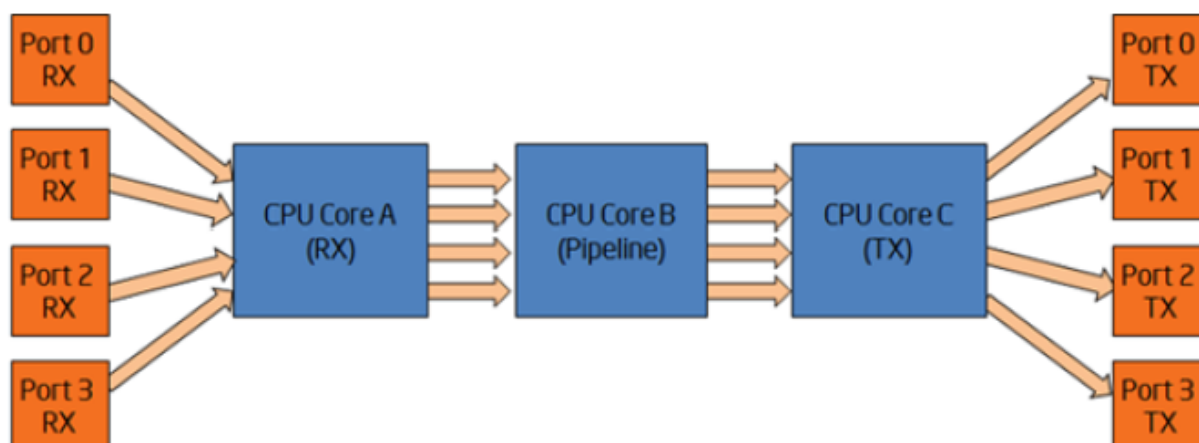 Port 0
RX
Port 1
RX
Port 2
RX
Port 3
RX
CPU Core A
(RX)
CPU Core B
(Pipeline)
CPU Core C
(TX)
Port 0
TX
Port 1
TX
Port 2
TX
Port 3
TX